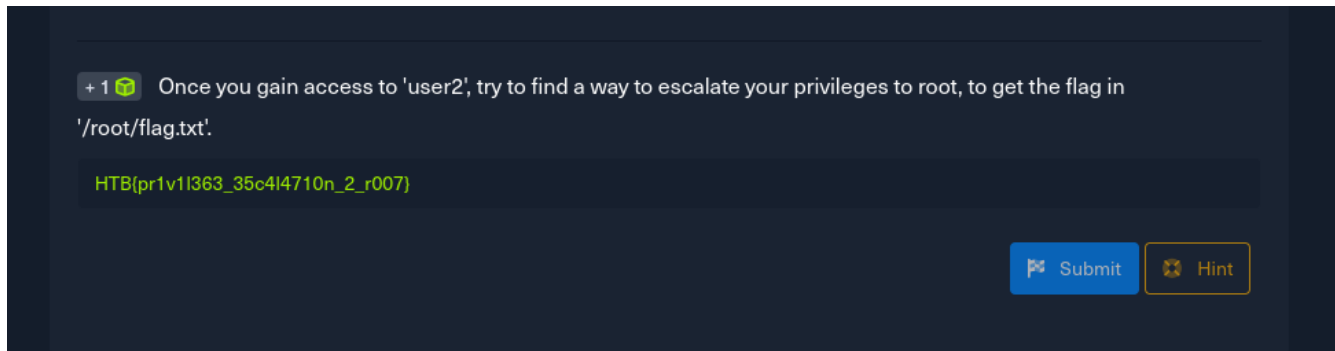 + 1 Once you gain access to 'user2', try to find a way to escalate your privileges to root, to get the flag in
'/root/flag.txt'.
HTB{pr1v1l363_35c4l4710n_2_r007}
Submit Hint